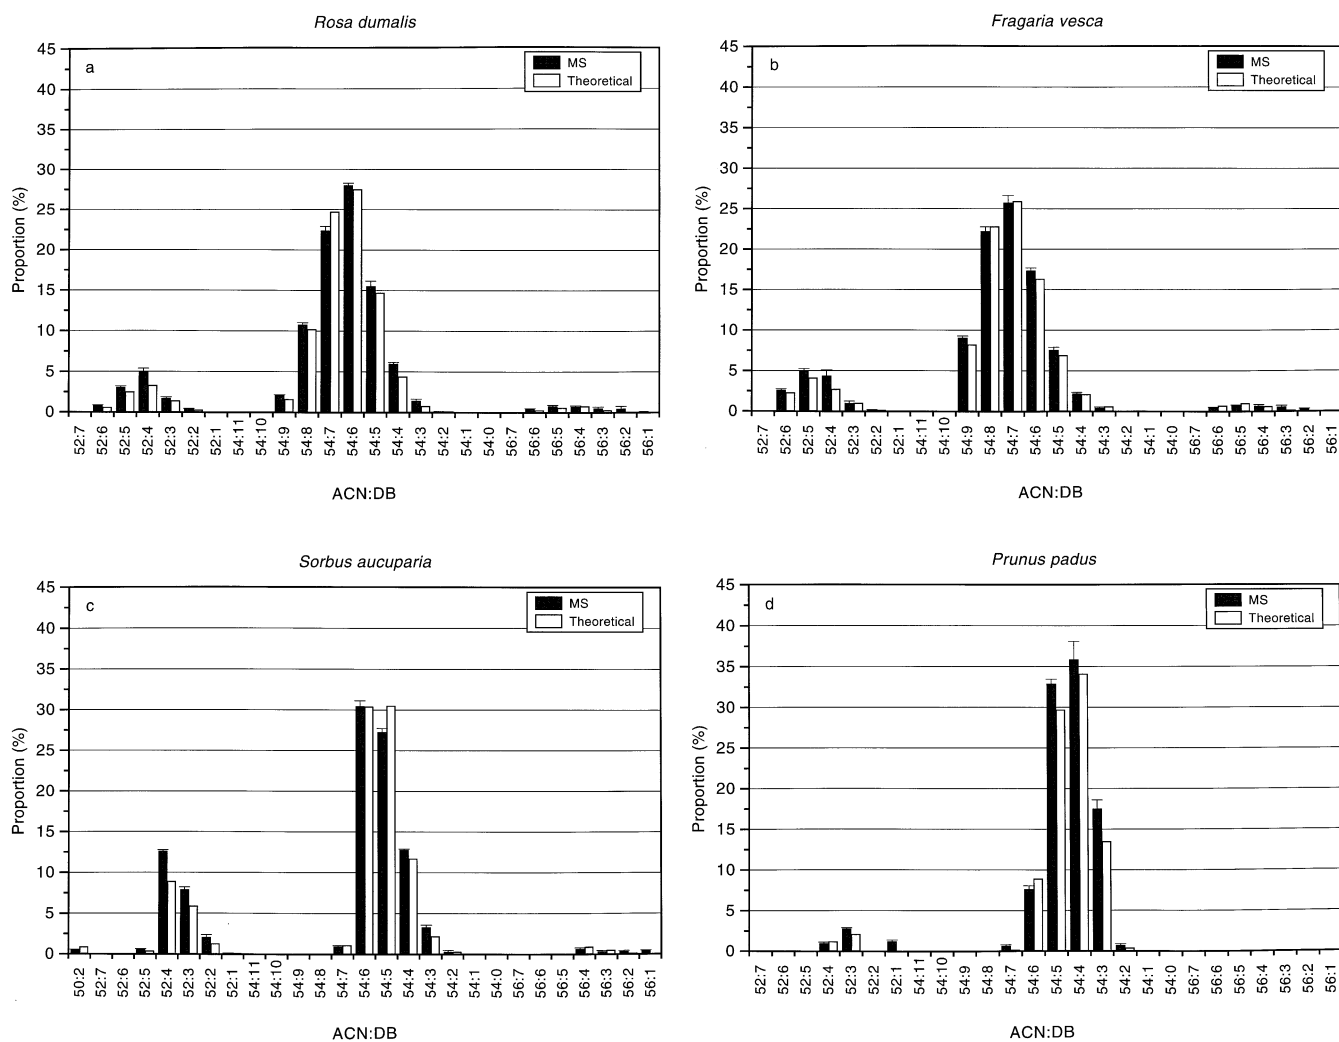 Rosa dumalis
a
MS
Theoretical
45
40
35
30
25
20
15
10
5
0
Proportion (%)
52:7 52:6 52:5 52:4 52:3 52:2 52:1 54:11 54:10 54:9 54:8 54:7 54:6 54:5 54:4 54:3 54:2 54:1 54:0 56:7 56:6 56:5 56:4 56:3 56:2 56:1
ACN:DB
Fragaria vesca
b
MS
Theoretical
45
40
35
30
25
20
15
10
5
0
Proportion (%)
52:7 52:6 52:5 52:4 52:3 52:2 52:1 54:11 54:10 54:9 54:8 54:7 54:6 54:5 54:4 54:3 54:2 54:1 54:0 56:7 56:6 56:5 56:4 56:3 56:2 56:1
ACN:DB
Sorbus aucuparia
c
MS
Theoretical
45
40
35
30
25
20
15
10
5
0
Proportion (%)
50:2 52:7 52:6 52:5 52:4 52:3 52:2 52:1 54:11 54:10 54:9 54:8 54:7 54:6 54:5 54:4 54:3 54:2 54:1 54:0 56:7 56:6 56:5 56:4 56:3 56:2 56:1
ACN:DB
Prunus padus
d
MS
Theoretical
45
40
35
30
25
20
15
10
5
0
Proportion (%)
52:7 52:6 52:5 52:4 52:3 52:2 52:1 54:11 54:10 54:9 54:8 54:7 54:6 54:5 54:4 54:3 54:2 54:1 54:0 56:7 56:6 56:5 56:4 56:3 56:2 56:1
ACN:DB